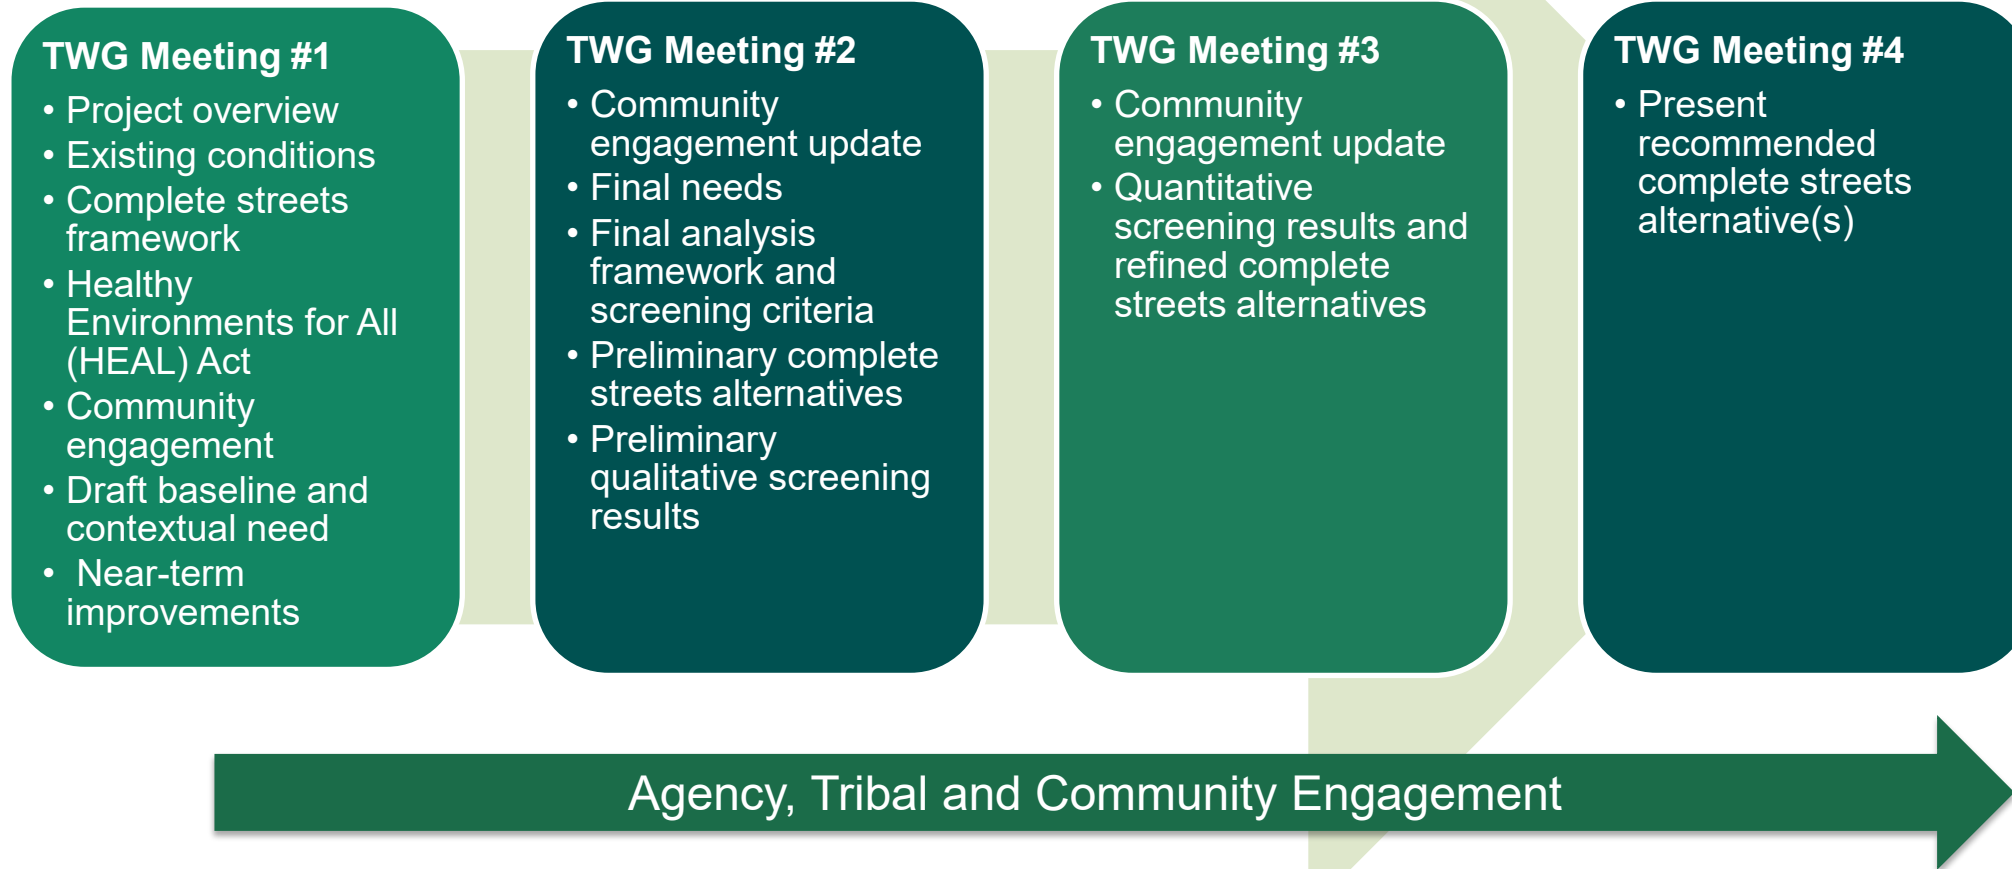 TWG Meeting #1
• Project overview
• Existing conditions
• Complete streets
framework
• Healthy
Environments for All
(HEAL) Act
• Community
engagement
• Draft baseline and
contextual need
• Near-term
improvements
TWG Meeting #2
• Community
engagement update
• Final needs
• Final analysis
framework and
screening criteria
• Preliminary complete
streets alternatives
• Preliminary
qualitative screening
results
TWG Meeting #3
• Community
engagement update
• Quantitative
screening results and
refined complete
streets alternatives
TWG Meeting #4
• Present
recommended
complete streets
alternative(s)
Agency, Tribal and Community Engagement